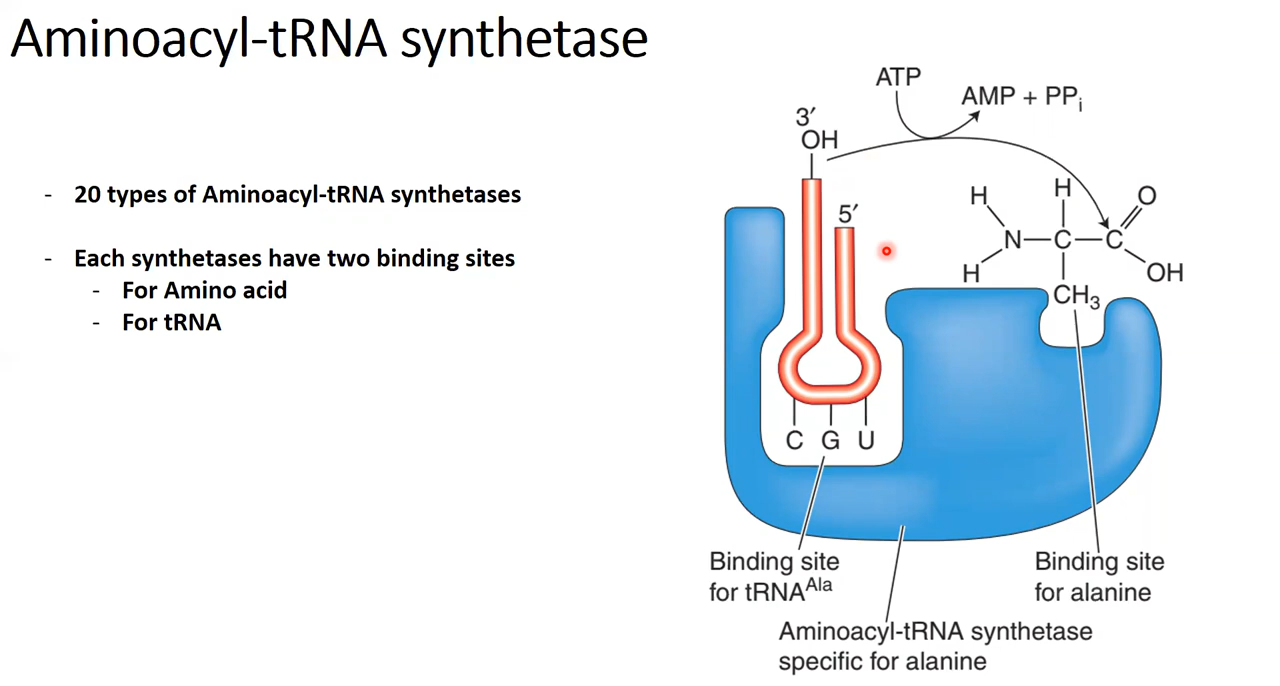 Aminoacyl-tRNA synthetase
- 20 types of Aminoacyl-tRNA synthetases
- Each synthetases have two binding sites
- For Amino acid
- For tRNA
ATP
AMP + PPi
3′
OH
5′
H
H
O
N
C
C
H
OH
CH3
C G U
Binding site
for tRNAAla
Binding site
for alanine
Aminoacyl-tRNA synthetase
specific for alanine